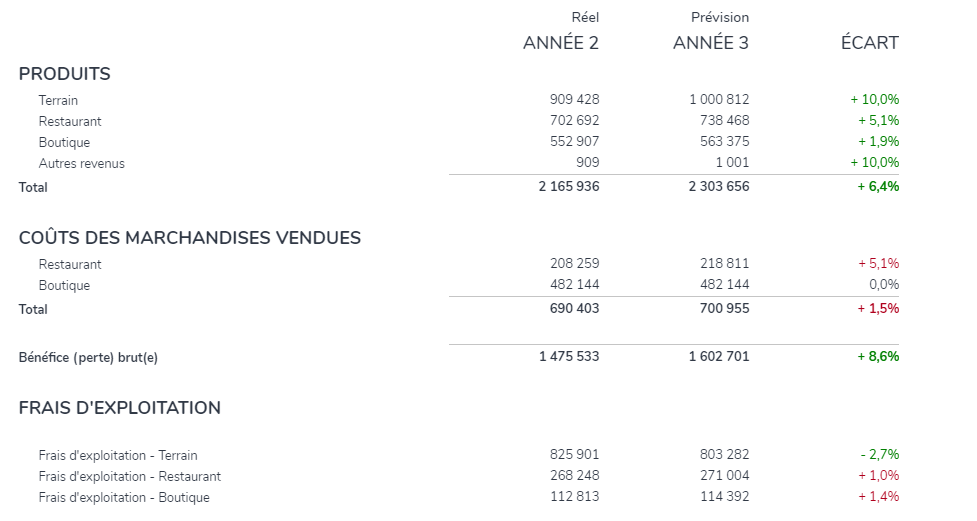 Réel Prévision
ANNÉE 2 ANNÉE 3 ÉCART
PRODUITS
Terrain 909 428 1 000 812 + 10,0%
Restaurant 702 692 738 468 + 5,1%
Boutique 552 907 563 375 + 1,9%
Autres revenus 909 1 001 + 10,0%
Total 2 165 936 2 303 656 + 6,4%
COÛTS DES MARCHANDISES VENDUES
Restaurant 208 259 218 811 + 5,1%
Boutique 482 144 482 144 0,0%
Total 690 403 700 955 + 1,5%
Bénéfice (perte) brut(e) 1 475 533 1 602 701 + 8,6%
FRAIS D'EXPLOITATION
Frais d'exploitation - Terrain 825 901 803 282 - 2,7%
Frais d'exploitation - Restaurant 268 248 271 004 + 1,0%
Frais d'exploitation - Boutique 112 813 114 392 + 1,4%